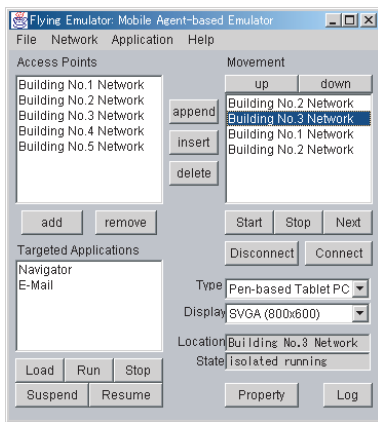 Flying Emulator: Mobile Agent-based Emulator
File Network Application Help
Access Points
Building No.1 Network
Building No.2 Network
Building No.3 Network
Building No.4 Network
Building No.5 Network
add remove
append
insert
delete
Movement
up down
Building No.2 Network
Building No.3 Network
Building No.1 Network
Building No.2 Network
Start Stop Next
Disconnect Connect
Targeted Applications
Navigator
E-Mail
Load Run Stop
Suspend Resume
Type Pen-based Tablet PC
Display SVGA (800x600)
Location Building No.3 Network
State isolated running
Property Log